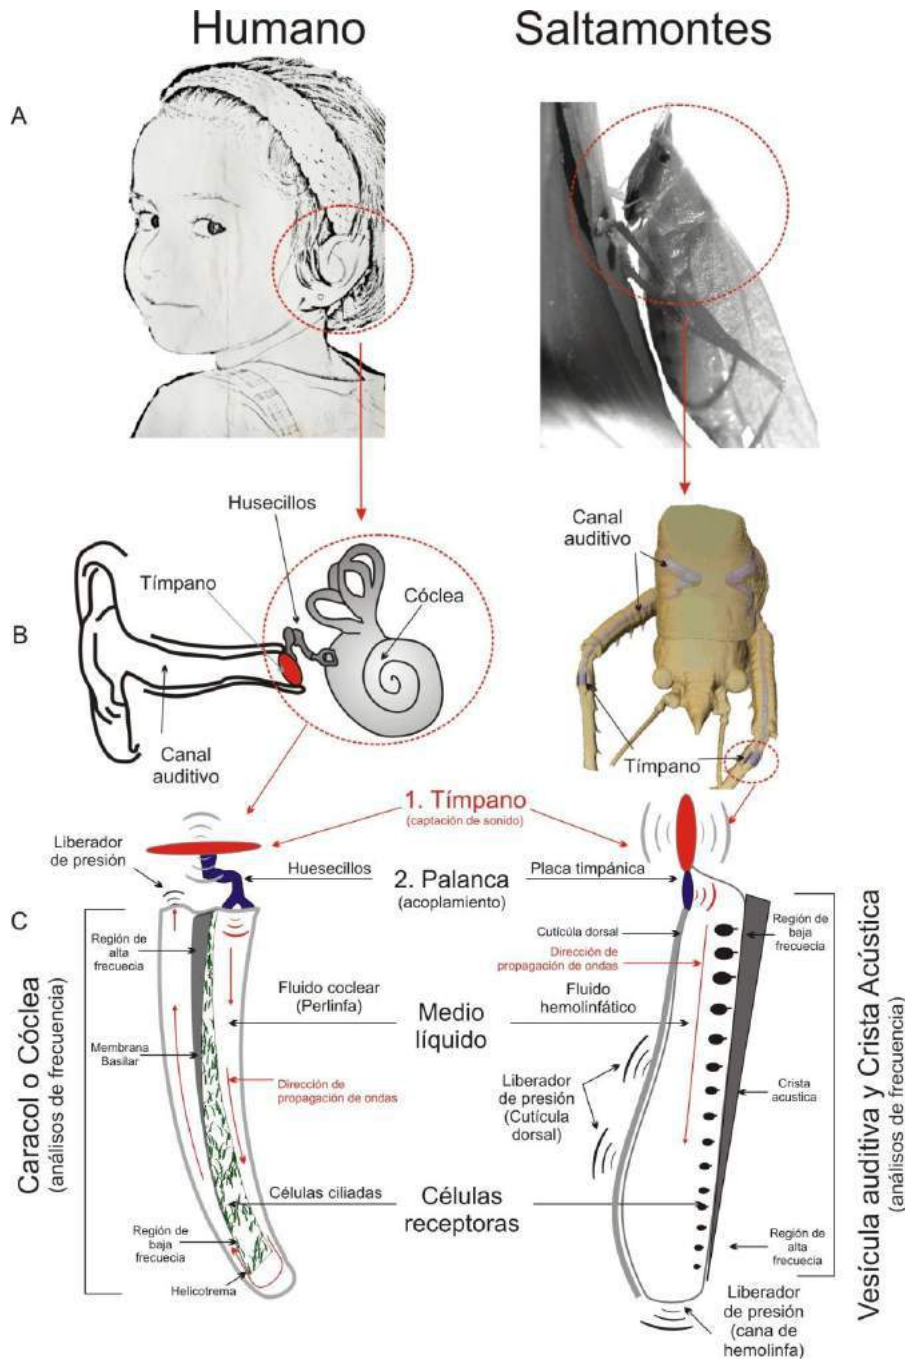 Humano
Saltamontes
A
Husecillos
Tímpano
Cóclea
Canal
auditivo
B
Canal
auditivo
Tímpano
1. Tímpano
(captación de sonido)
Liberador
de presión
Huesecillos
2. Palanca
(acoplamiento)
Placa timpánica
C
Caracol o Cóclea
(análisos de frecuencia)
Región de
alta
frecuecia
Membrana
Basilar
Fluido coclear
(Perlinfa)
Dirección de
propagación de ondas
Células ciliadas
Región de
baja
frecuecia
Helicotrema
Medio
líquido
Células
receptoras
Cutícúla dorsal
Dirección de
propagación de ondas
Fluido
hemolinfático
Liberador
de presión
(Cutícula
dorsal)
Región de
baja
frecuecia
Crista
acustica
Región de
alta
frecuecia
Liberador
de presión
(cana de
hemolinfa)
Vesícula auditiva y Crista Acústica
(análisos de frecuencia)